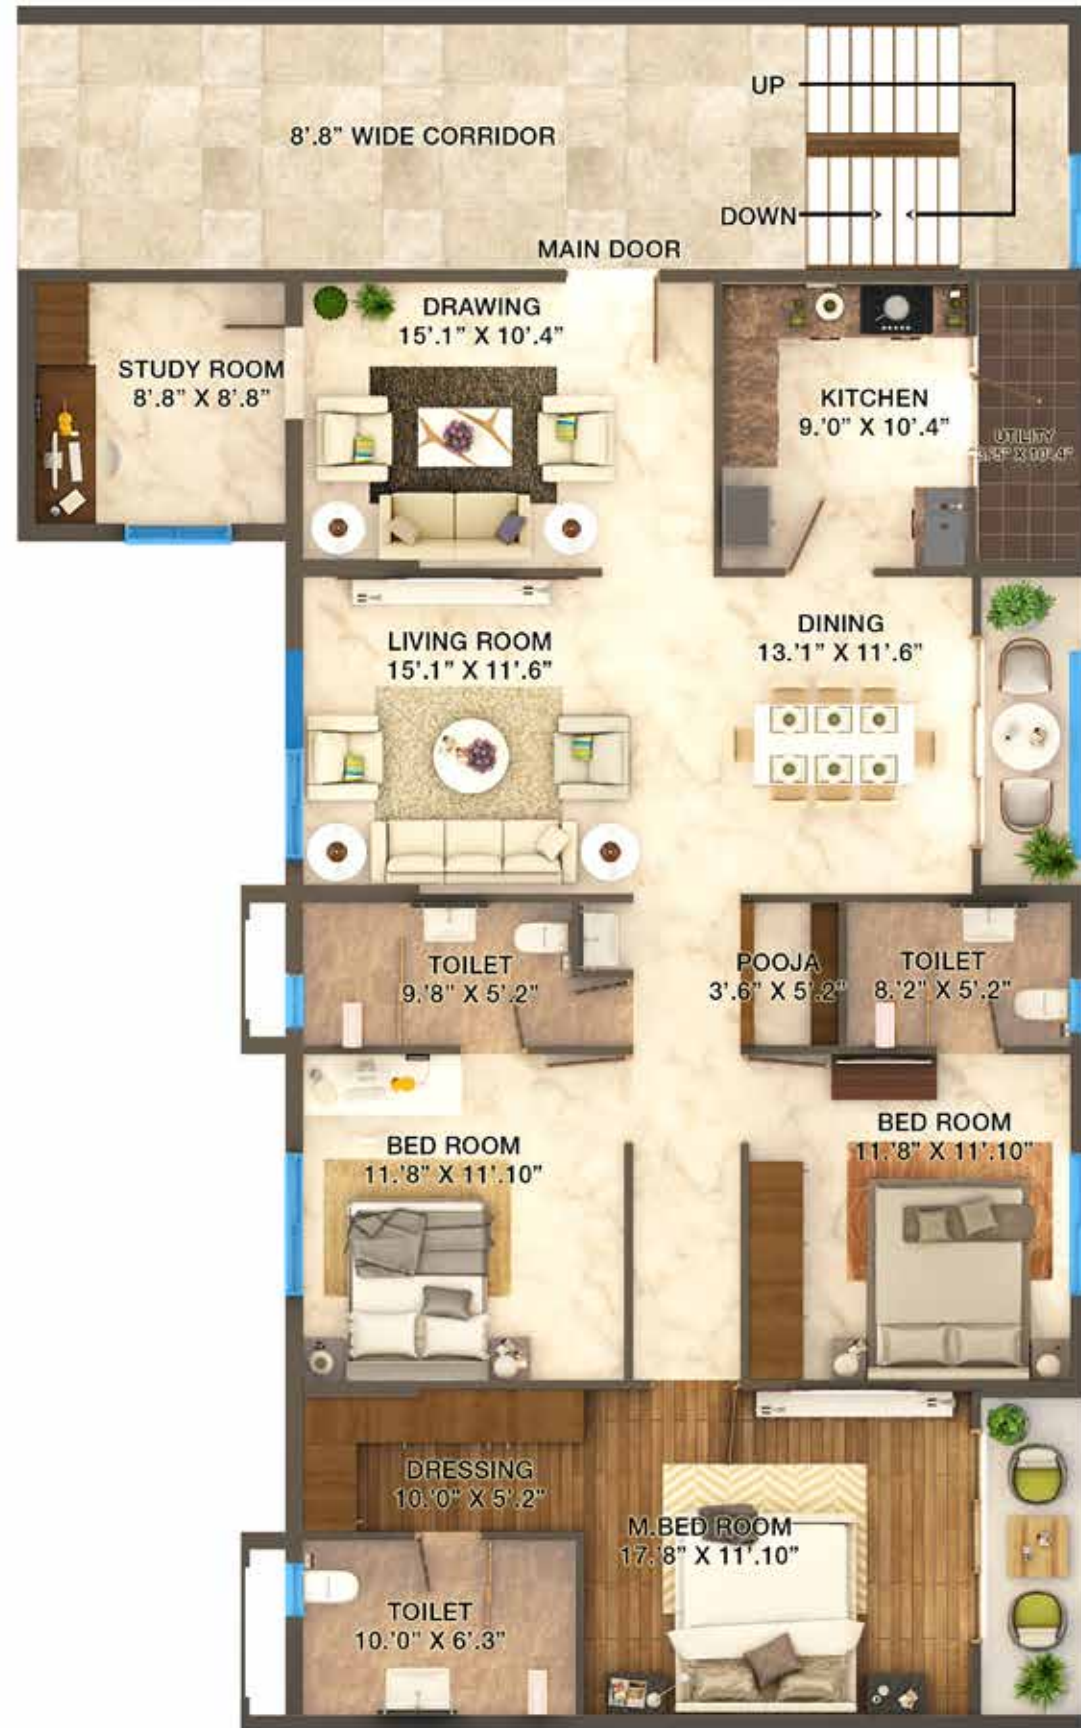 UP
8'.8" WIDE CORRIDOR
DOWN
MAIN DOOR
DRAWING
15'.1" X 10'.4"
STUDY ROOM
8'.8" X 8'.8"
KITCHEN
9.'0" X 10'.4"
UTILITY
X 10'.4"
LIVING ROOM
15'.1" X 11'.6"
DINING
13.'1" X 11'.6"
TOILET
9.'8" X 5'.2"
POOJA
3'.6" X 5'.2"
TOILET
8.'2" X 5'.2"
BED ROOM
11.'8" X 11'.10"
BED ROOM
11.'8" X 11'.10"
DRESSING
10.'0" X 5'.2"
M.BED ROOM
17.'8" X 11'.10"
TOILET
10.'0" X 6'.3"